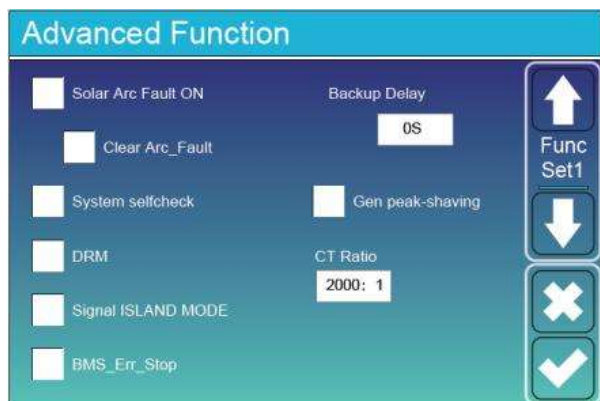 Advanced Function
Solar Arc Fault ON
Backup Delay
0S
Clear Arc_Fault
Func
Set1
System selfcheck
Gen peak-shaving
DRM
CT Ratio
2000: 1
Signal ISLAND MODE
BMS_Err_Stop